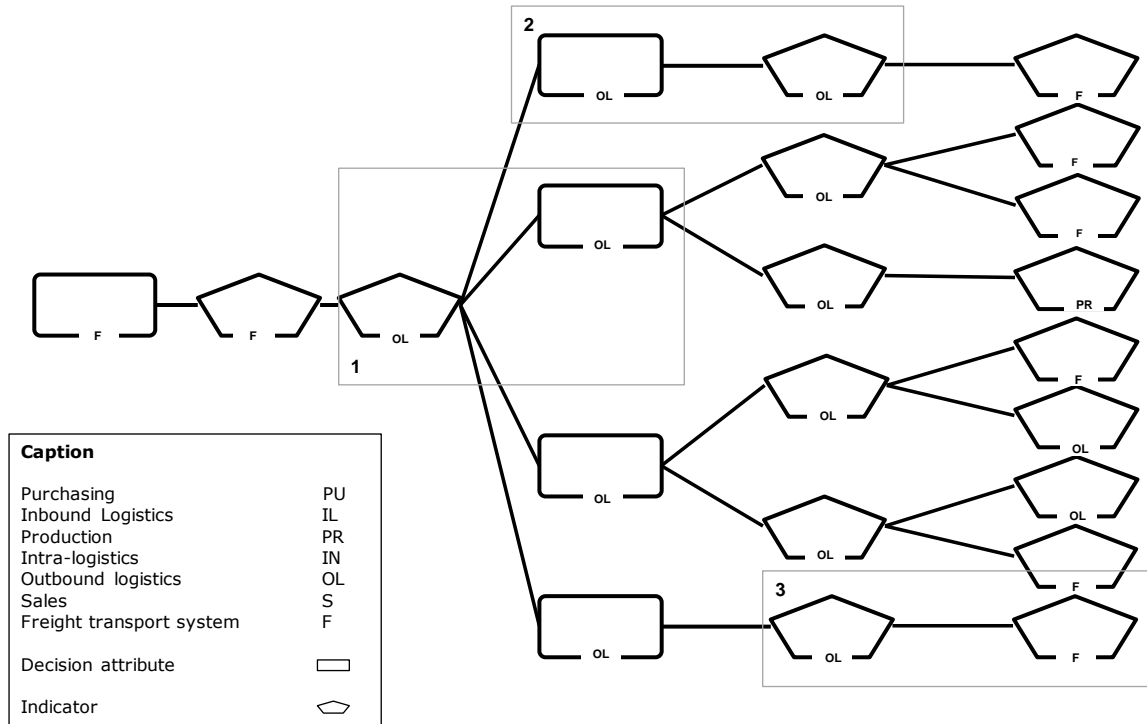 2
OL
OL
F
F
OL
F
OL
OL
PR
F
F
OL
1
F
OL
OL
OL
OL
OL
F
3
OL
OL
F
Caption
Purchasing PU
Inbound Logistics IL
Production PR
Intra-logistics IN
Outbound logistics OL
Sales S
Freight transport system F
Decision attribute
Indicator